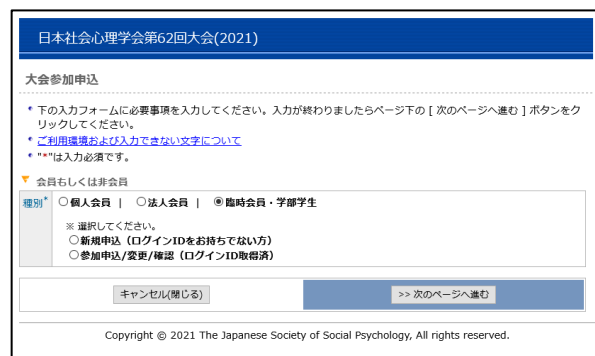 日本社会心理学会第62回大会(2021)
大会参加申込
下の入力フォームに必要事項を入力してください。入力が終わりましたらページ下の [ 次のページへ進む ] ボタンをク
リックしてください。
ご利用環境および入力できない文字について
"*"は入力必須です。
会員もしくは非会員
種別* ○個人会員 | ○法人会員 | ◉臨時会員・学部学生
※ 選択してください。
○新規申込（ログインIDをお持ちでない方）
○参加申込/変更/確認（ログインID取得済）
キャンセル(閉じる) >> 次のページへ進む
Copyright © 2021 The Japanese Society of Social Psychology, All rights reserved.